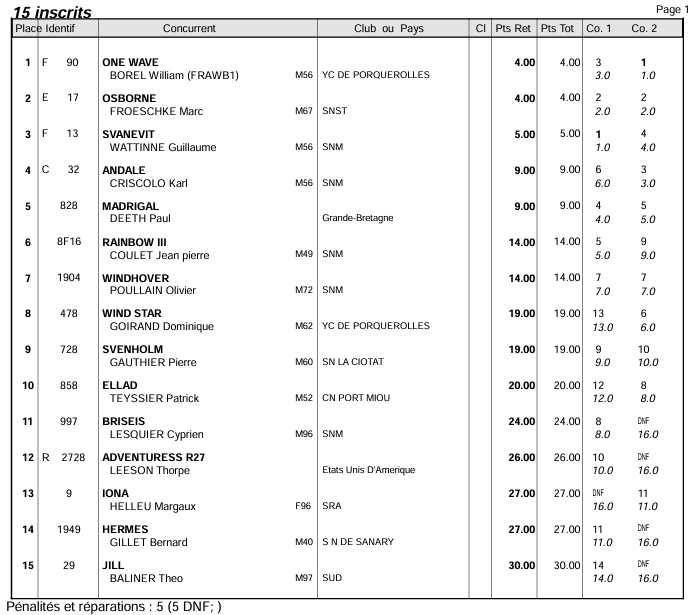 15 inscrits Page 1
Place Identif Concurrent Club ou Pays Cl Pts Ret Pts Tot Co. 1 Co. 2
1 F 90 ONE WAVE 4.00 4.00 3 1
BOREL William (FRAWB1) M56 YC DE PORQUEROLLES 3.0 1.0
2 E 17 OSBORNE 4.00 4.00 2 2
FROESCHKE Marc M67 SNST 2.0 2.0
3 F 13 SVANEVIT 5.00 5.00 1 4
WATTINNE Guillaume M56 SNM 1.0 4.0
4 C 32 ANDALE 9.00 9.00 6 3
CRISCOLO Karl M56 SNM 6.0 3.0
5 828 MADRIGAL 9.00 9.00 4 5
DEETH Paul Grande-Bretagne 4.0 5.0
6 8F16 RAINBOW III 14.00 14.00 5 9
COULET Jean pierre M49 SNM 5.0 9.0
7 1904 WINDHOVER 14.00 14.00 7 7
POULLAIN Olivier M72 SNM 7.0 7.0
8 478 WIND STAR 19.00 19.00 13 6
GOIRAND Dominique M62 YC DE PORQUEROLLES 13.0 6.0
9 728 SVENHOLM 19.00 19.00 9 10
GAUTHIER Pierre M60 SN LA CIOTAT 9.0 10.0
10 858 ELLAD 20.00 20.00 12 8
TEYSSIER Patrick M52 CN PORT MIOU 12.0 8.0
11 997 BRISEIS 24.00 24.00 8 DNF
LESQUIER Cyprien M96 SNM 8.0 16.0
12 R 2728 ADVENTURESS R27 26.00 26.00 10 DNF
LEESON Thorpe Etats Unis D'Amerique 10.0 16.0
13 9 IONA 27.00 27.00 DNF 11
HELLEU Margaux F96 SRA 16.0 11.0
14 1949 HERMES 27.00 27.00 11 DNF
GILLET Bernard M40 S N DE SANARY 11.0 16.0
15 29 JILL 30.00 30.00 14 DNF
BALINER Theo M97 SUD 14.0 16.0
Pénalités et réparations : 5 (5 DNF; )